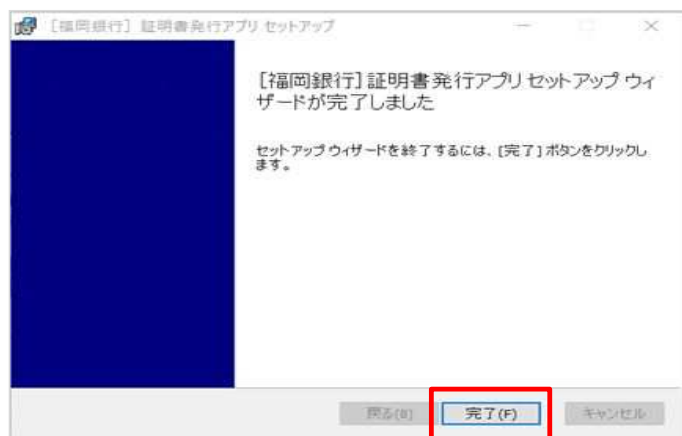 ［福岡銀行］証明書発行アプリ セットアップ
［福岡銀行］証明書発行アプリ セットアップ ウィ
ザードが完了しました
セットアップ ウィザードを終了するには、[完了] ボタンをクリックし
ます。
戻る(B) 完了(F) キャンセル